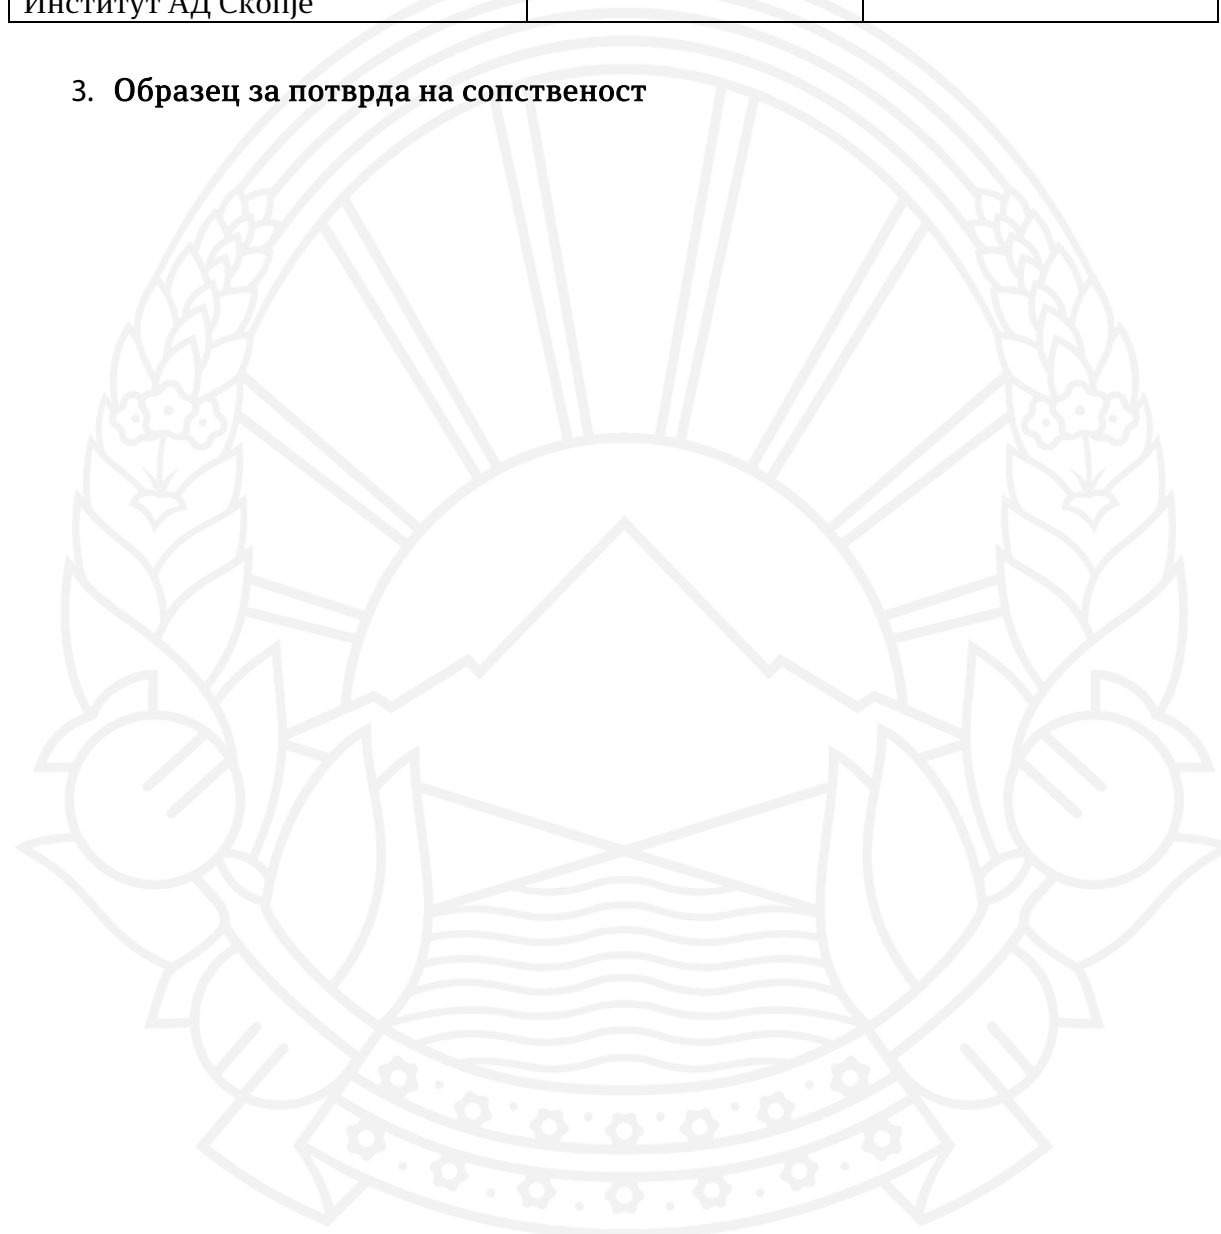 Институт АД Скопје
3. Образец за потврда на сопственост